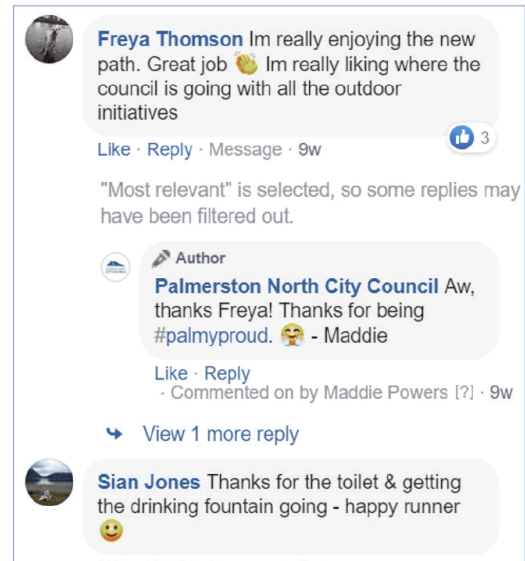 Freya Thomson Im really enjoying the new
path. Great job 👏 Im really liking where the
council is going with all the outdoor
initiatives
3
Like · Reply · Message · 9w
"Most relevant" is selected, so some replies may
have been filtered out.
Author
Palmerston North City Council Aw,
thanks Freya! Thanks for being
#palmyproud. 🤗 - Maddie
Like · Reply
· Commented on by Maddie Powers [?] · 9w
View 1 more reply
Sian Jones Thanks for the toilet & getting
the drinking fountain going - happy runner
🙂